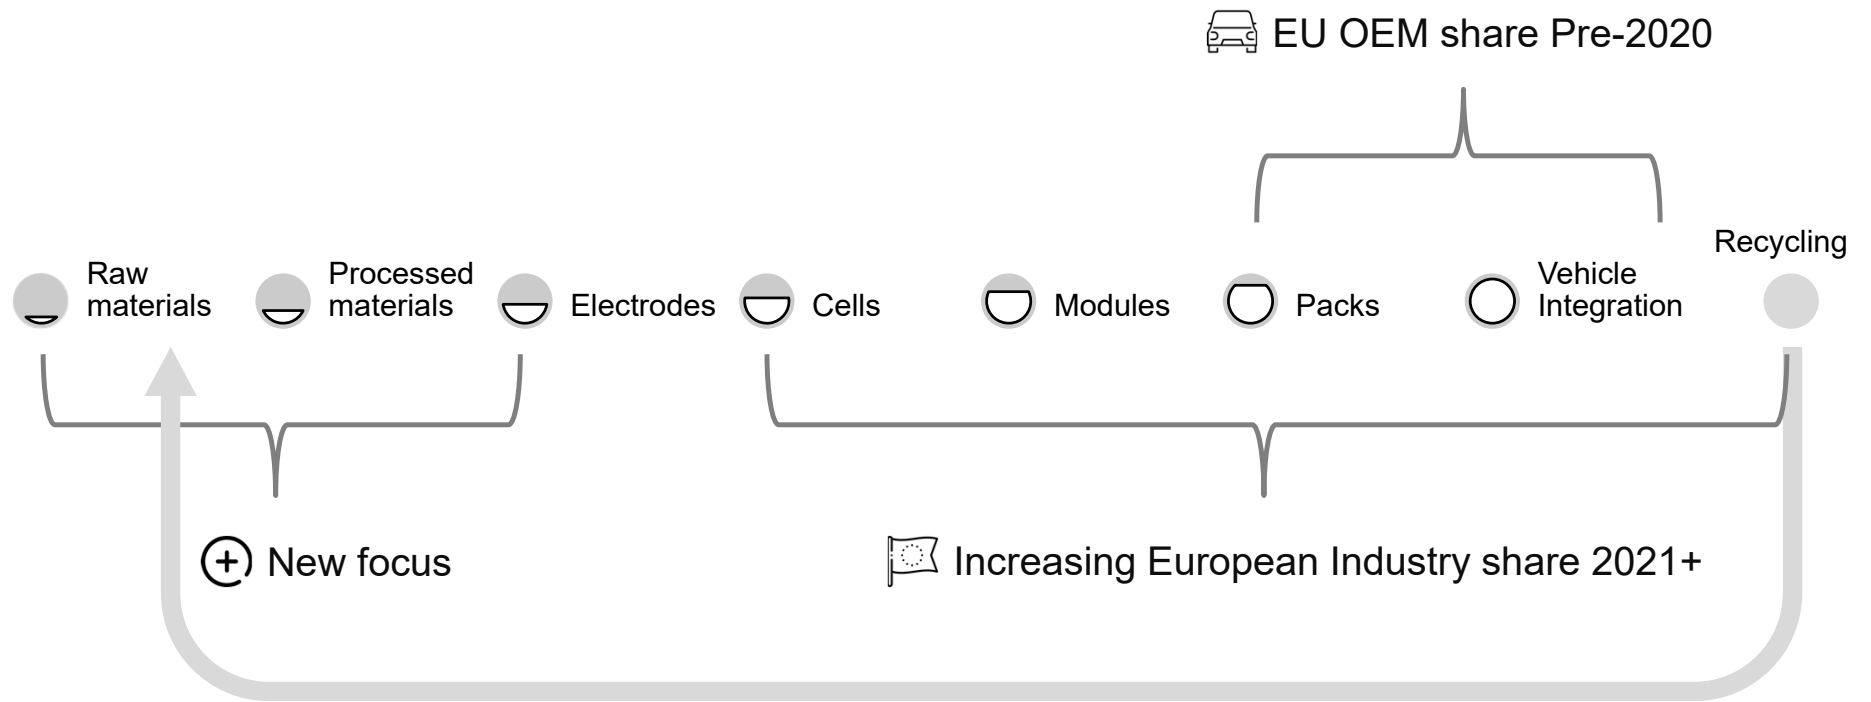 EU OEM share Pre-2020
Recycling
Raw
materials
Processed
materials
Electrodes
Cells
Modules
Packs
Vehicle
Integration
New focus
Increasing European Industry share 2021+